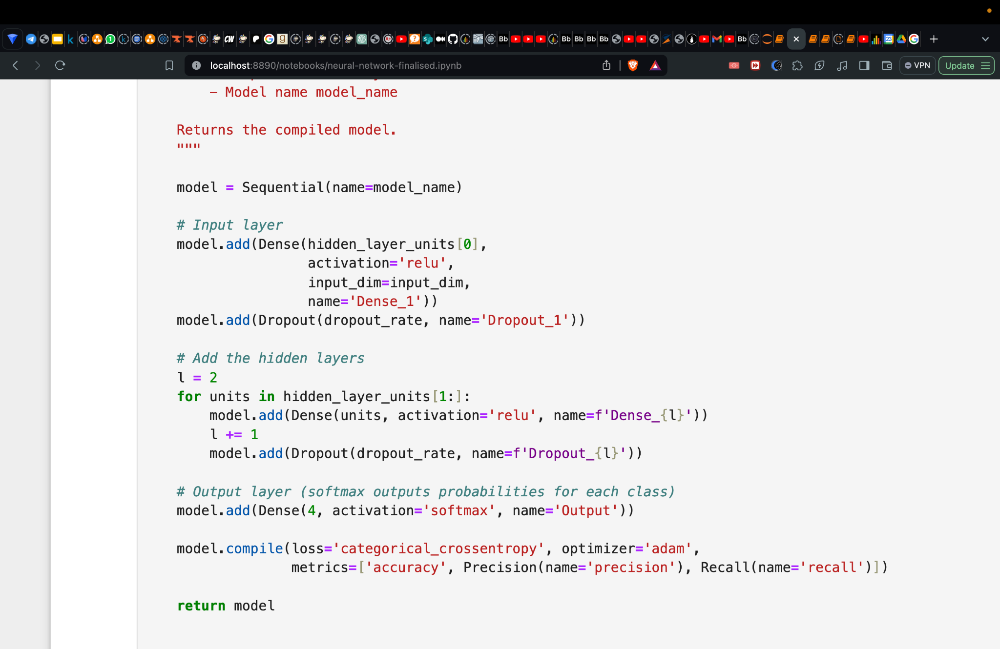 localhost:8890/notebooks/neural-network-finalised.ipynb
VPN
Update
- Model name model_name
Returns the compiled model.
"""
model = Sequential(name=model_name)
# Input layer
model.add(Dense(hidden_layer_units[0],
activation='relu',
input_dim=input_dim,
name='Dense_1'))
model.add(Dropout(dropout_rate, name='Dropout_1'))
# Add the hidden layers
l = 2
for units in hidden_layer_units[1:]:
model.add(Dense(units, activation='relu', name=f'Dense_{l}'))
l += 1
model.add(Dropout(dropout_rate, name=f'Dropout_{l}'))
# Output layer (softmax outputs probabilities for each class)
model.add(Dense(4, activation='softmax', name='Output'))
model.compile(loss='categorical_crossentropy', optimizer='adam',
metrics=['accuracy', Precision(name='precision'), Recall(name='recall')])
return model